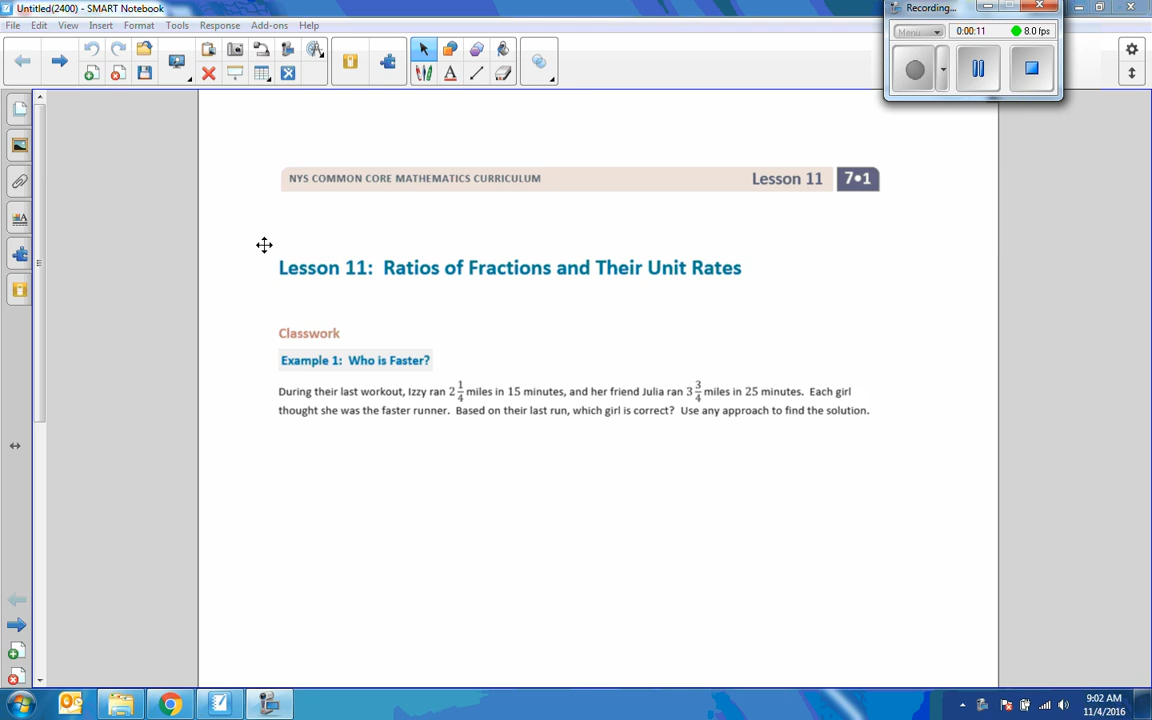 Untitled(2400) - SMART Notebook
Recording...
File Edit View Insert Format Tools Response Add-ons Help
Menu 0:00:11 8.0 fps
NYS COMMON CORE MATHEMATICS CURRICULUM Lesson 11 7•1
Lesson 11: Ratios of Fractions and Their Unit Rates
Classwork
Example 1: Who is Faster?
During their last workout, Izzy ran 2 1/4 miles in 15 minutes, and her friend Julia ran 3 3/4 miles in 25 minutes. Each girl
thought she was the faster runner. Based on their last run, which girl is correct? Use any approach to find the solution.
9:02 AM
11/4/2016